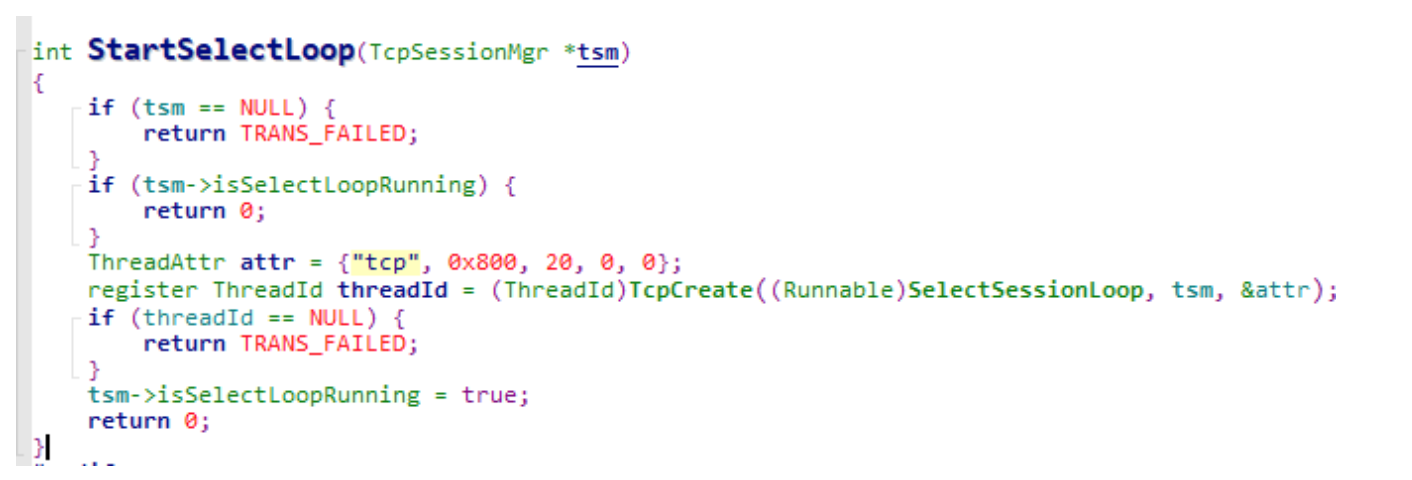 int StartSelectLoop(TcpSessionMgr *tsm)
{
    if (tsm == NULL) {
        return TRANS_FAILED;
    }
    if (tsm->isSelectLoopRunning) {
        return 0;
    }
    ThreadAttr attr = {"tcp", 0x800, 20, 0, 0};
    register ThreadId threadId = (ThreadId)TcpCreate((Runnable)SelectSessionLoop, tsm, &attr);
    if (threadId == NULL) {
        return TRANS_FAILED;
    }
    tsm->isSelectLoopRunning = true;
    return 0;
}